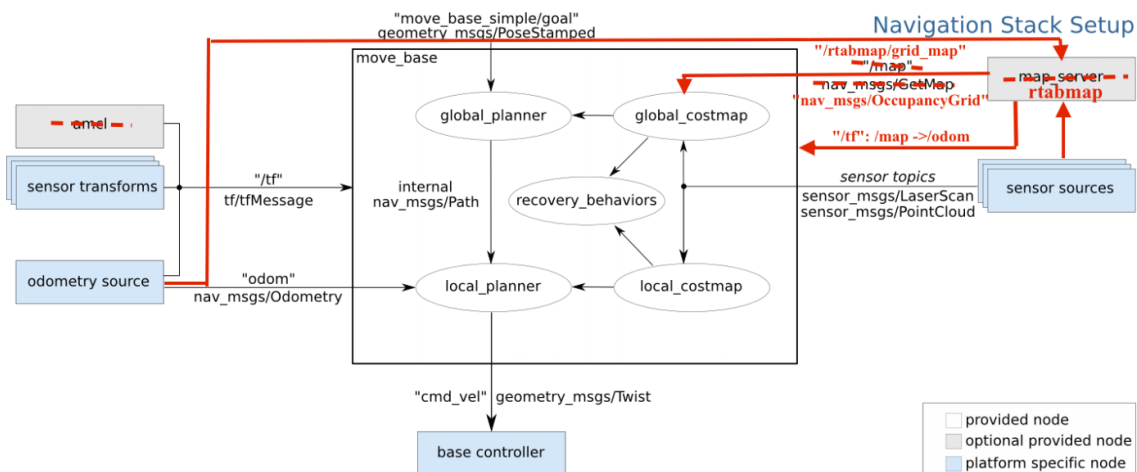 "move_base_simple/goal"
geometry_msgs/PoseStamped
Navigation Stack Setup
move_base
"/rtabmap/grid_map"
"/map"
nav_msgs/GetMap
"nav_msgs/OccupancyGrid"
map_server
rtabmap
amcl
global_planner
global_costmap
"/tf": /map ->/odom
sensor transforms
"/tf"
tf/tfMessage
internal
nav_msgs/Path
recovery_behaviors
sensor topics
sensor_msgs/LaserScan
sensor_msgs/PointCloud
sensor sources
odometry source
"odom"
nav_msgs/Odometry
local_planner
local_costmap
"cmd_vel"
geometry_msgs/Twist
base controller
provided node
optional provided node
platform specific node